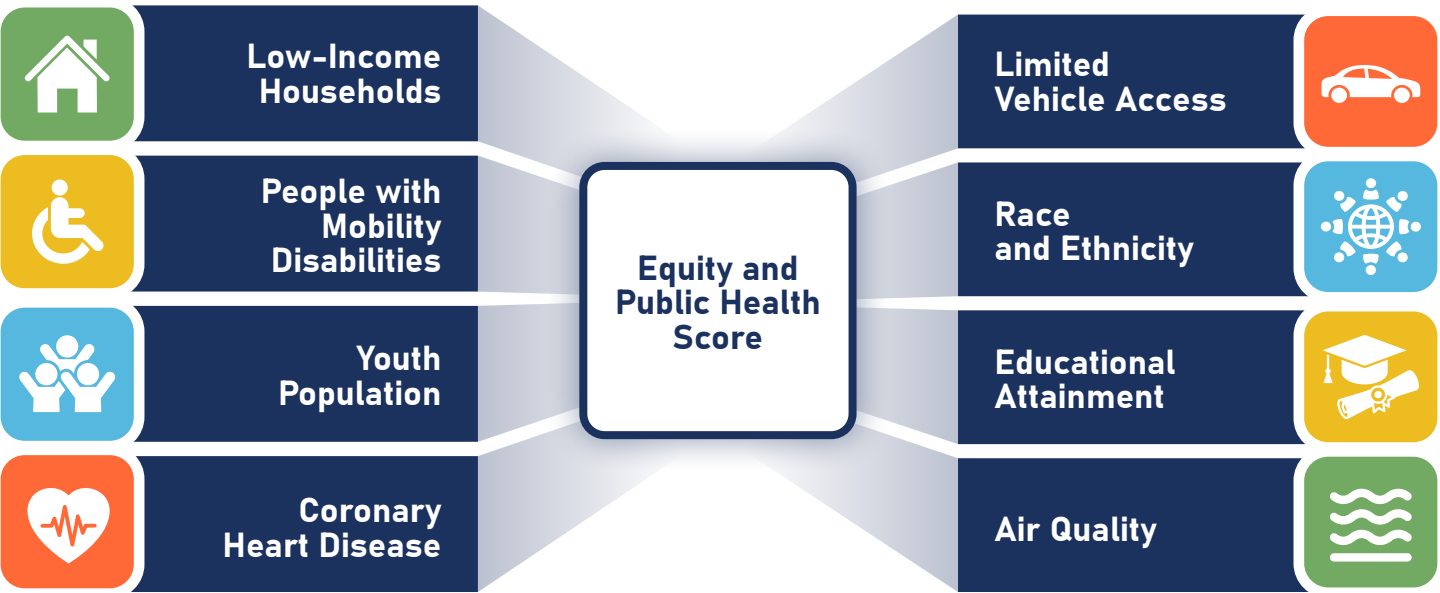 Low-Income
Households
People with
Mobility
Disabilities
Youth
Population
Coronary
Heart Disease
Equity and
Public Health
Score
Limited
Vehicle Access
Race
and Ethnicity
Educational
Attainment
Air Quality